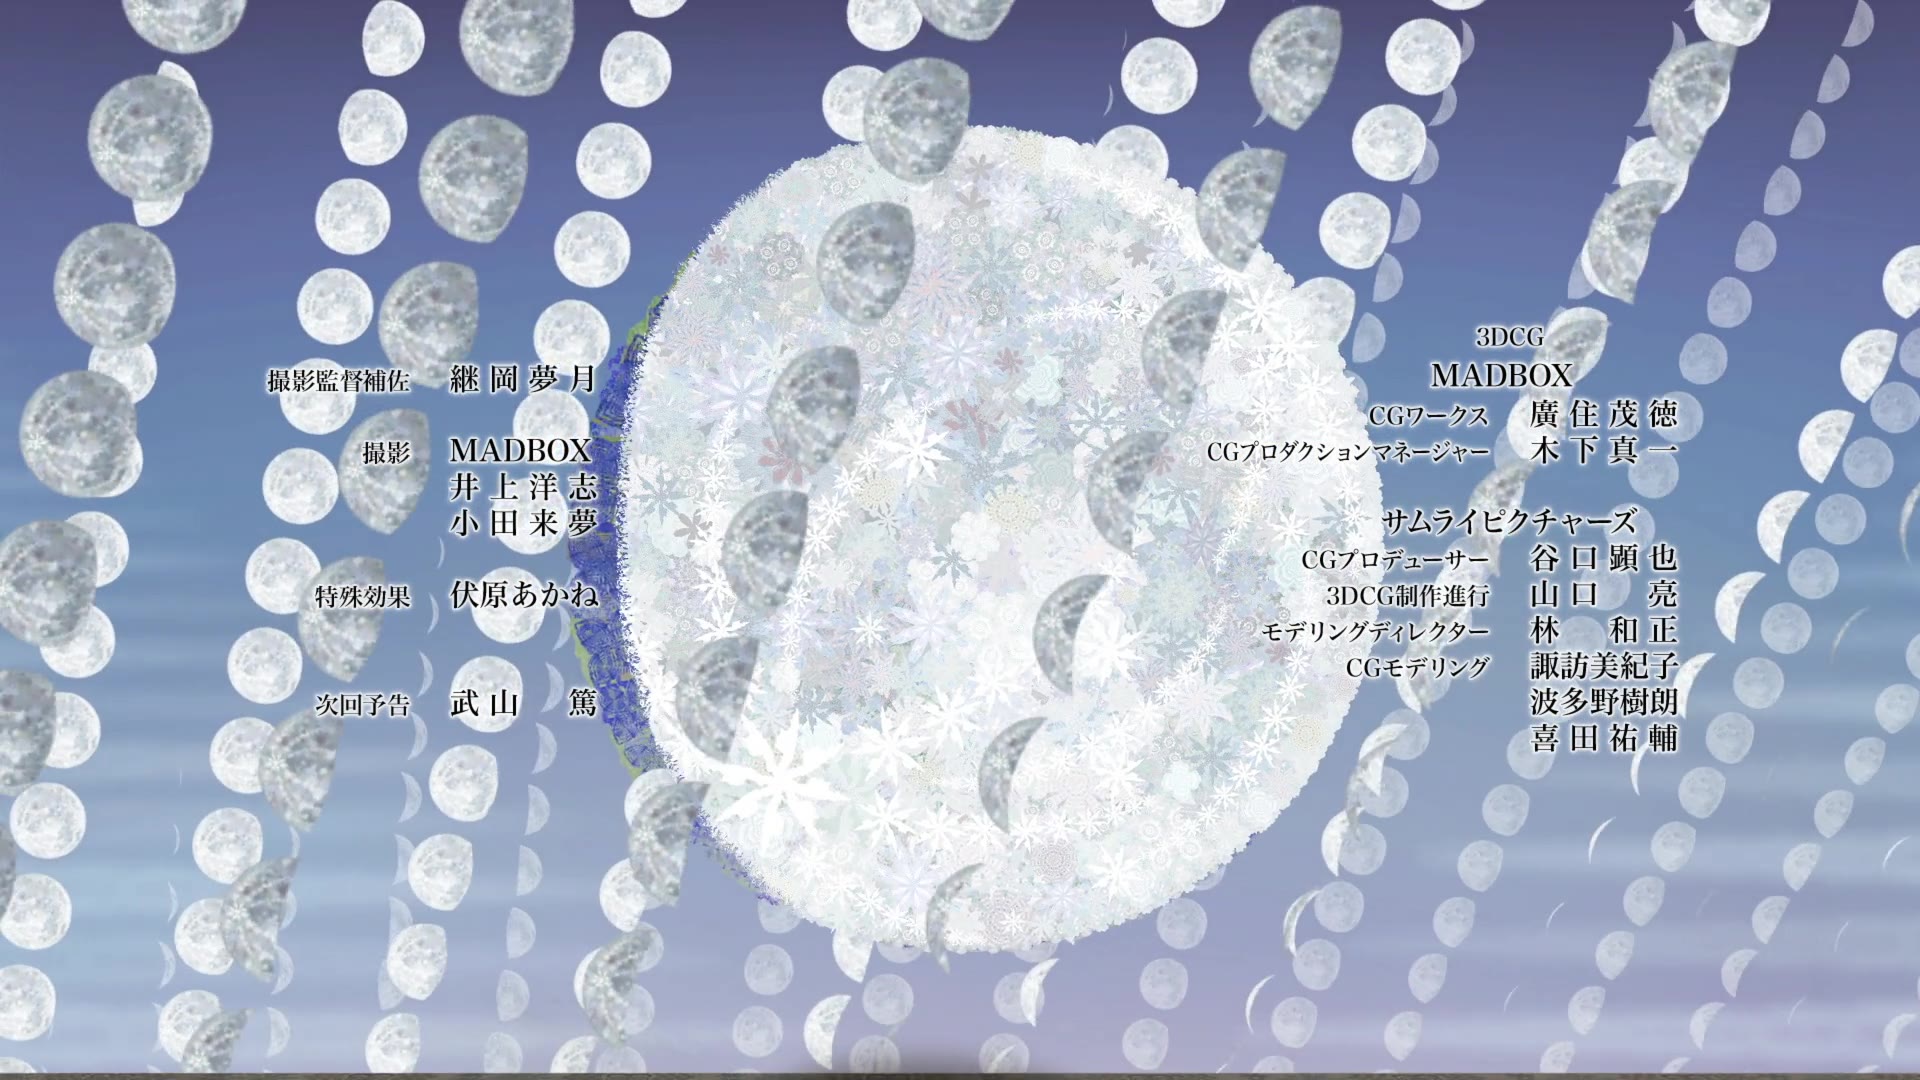 撮影監督補佐 継岡夢月
撮影 MADBOX
井上洋志
小田来夢
特殊効果 伏原あかね
次回予告 武山 篤
3DCG
MADBOX
CGワークス 廣住茂徳
CGプロダクションマネージャー 木下真一
サムライピクチャーズ
CGプロデューサー 谷口顕也
3DCG制作進行 山口 亮
モデリングディレクター 林 和正
CGモデリング 諏訪美紀子
波多野樹朗
喜田祐輔